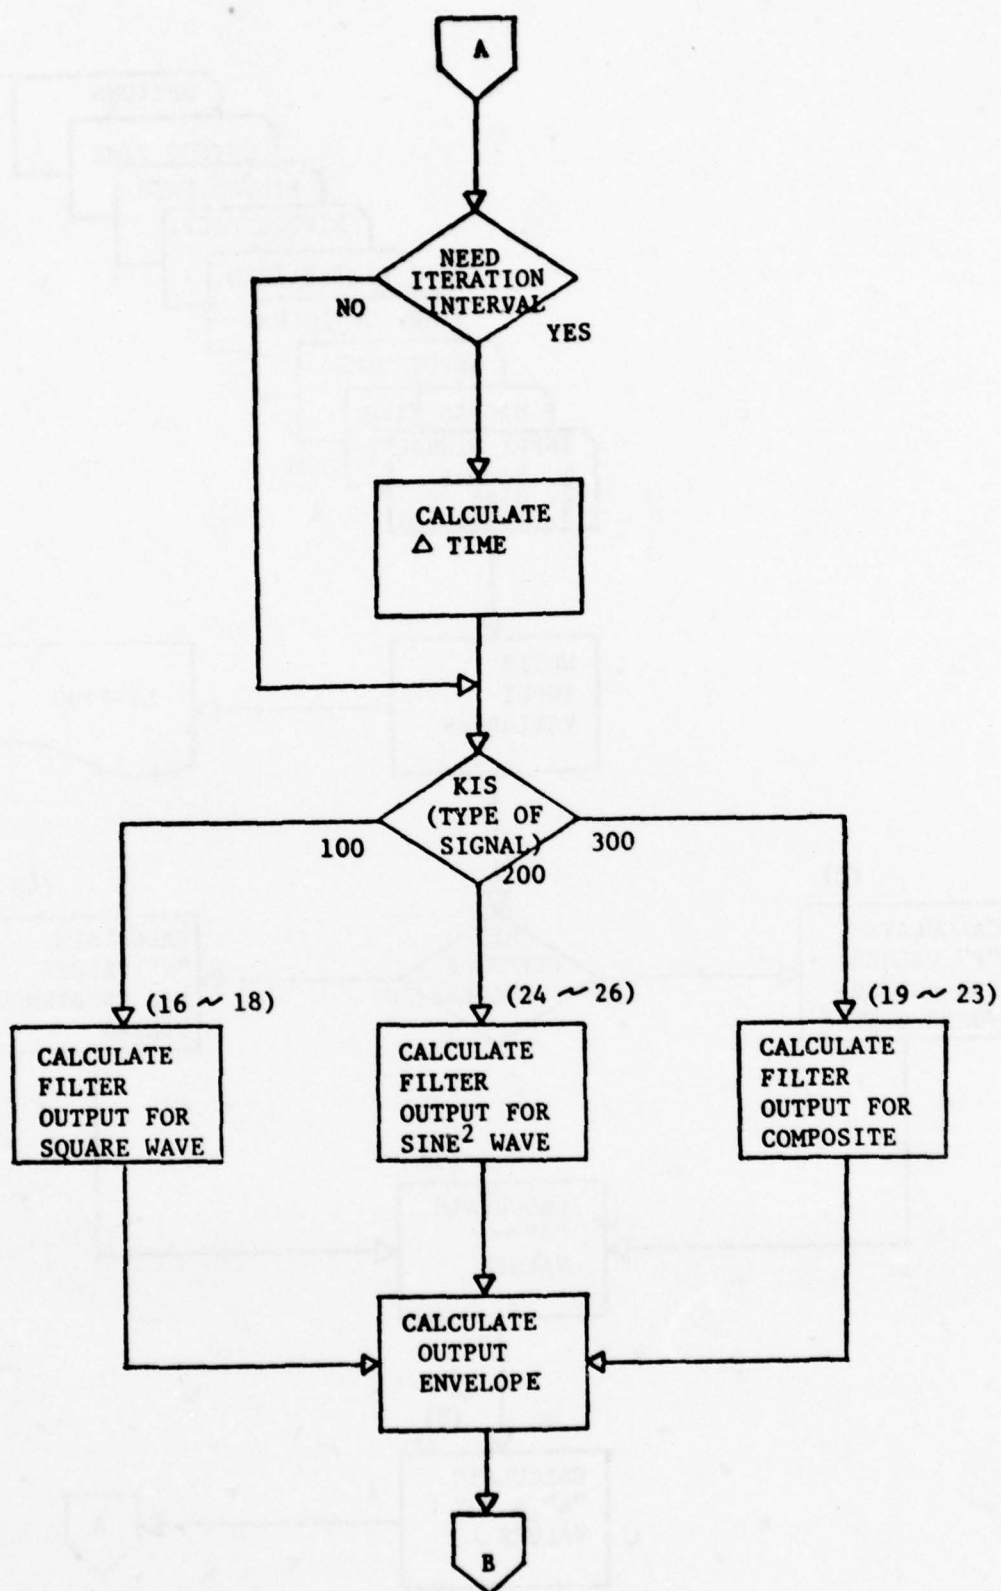 A
NEED
ITERATION
INTERVAL
NO
YES
CALCULATE
Δ TIME
KIS
(TYPE OF
SIGNAL)
100
200
300
(16 ~ 18)
(24 ~ 26)
(19 ~ 23)
CALCULATE
FILTER
OUTPUT FOR
SQUARE WAVE
CALCULATE
FILTER
OUTPUT FOR
SINE² WAVE
CALCULATE
FILTER
OUTPUT FOR
COMPOSITE
CALCULATE
OUTPUT
ENVELOPE
B